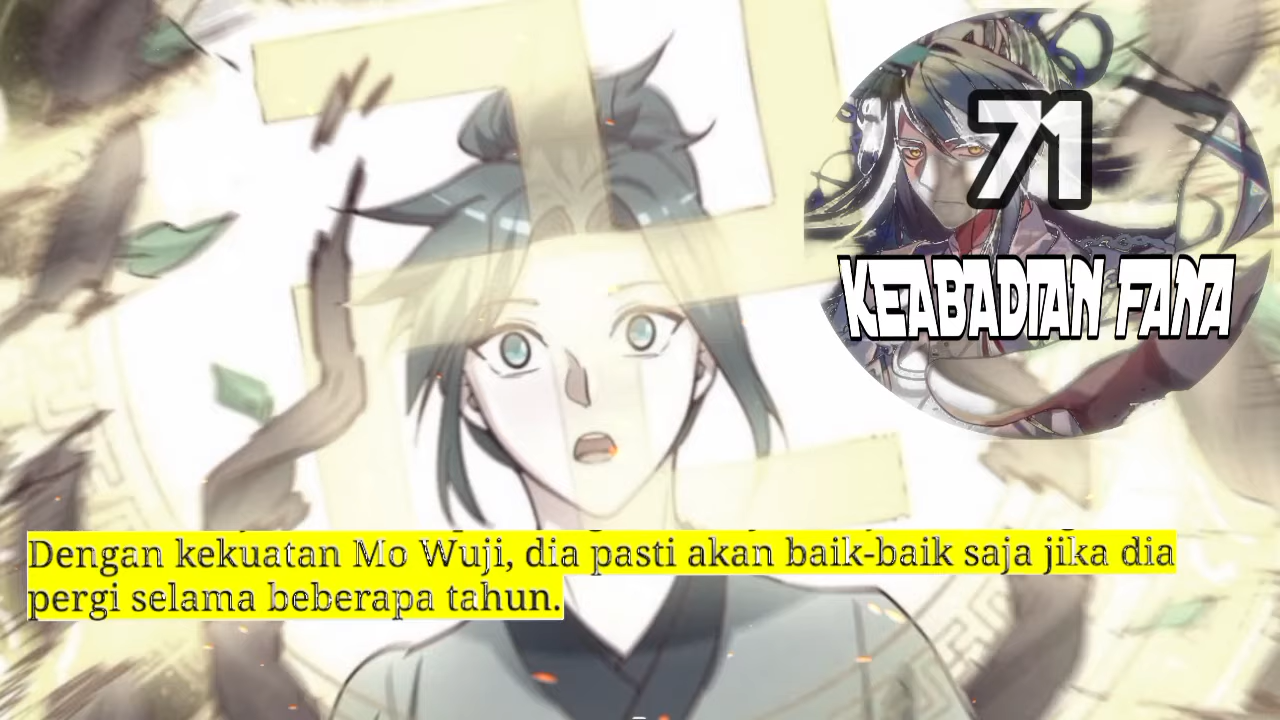 71
KEABADIAN FANA
Dengan kekuatan Mo Wuji, dia pasti akan baik-baik saja jika dia
pergi selama beberapa tahun.